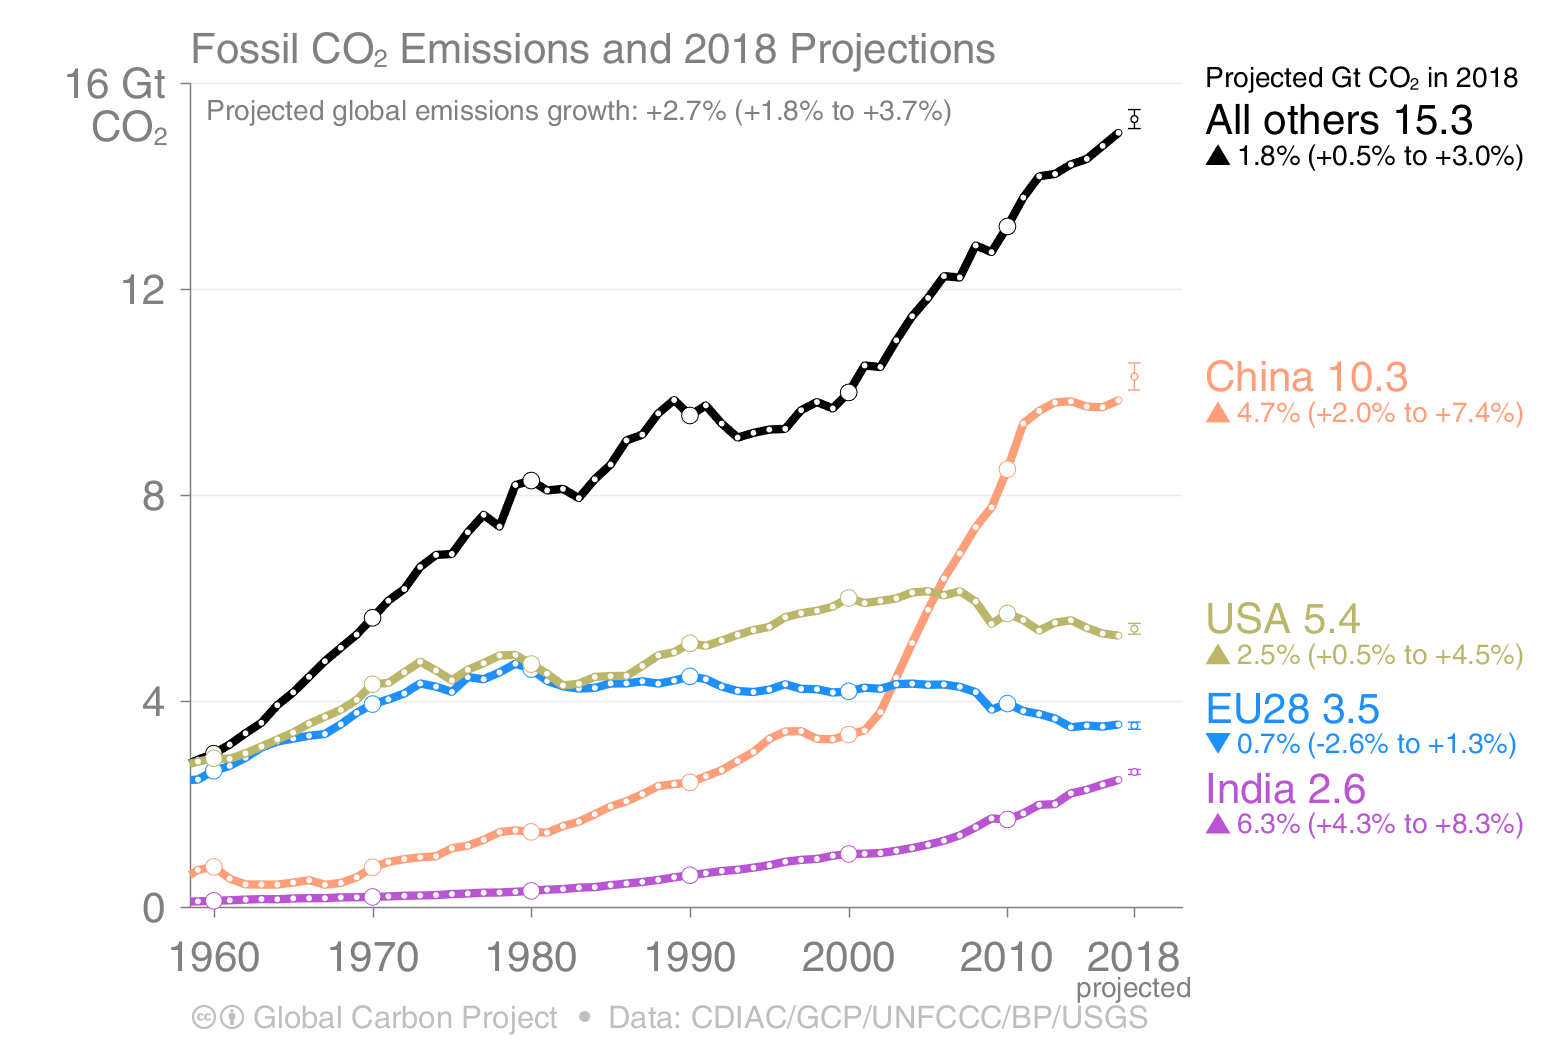 Fossil CO₂ Emissions and 2018 Projections
16 Gt
CO₂
Projected global emissions growth: +2.7% (+1.8% to +3.7%)
Projected Gt CO₂ in 2018
All others 15.3
▲ 1.8% (+0.5% to +3.0%)
12
China 10.3
▲ 4.7% (+2.0% to +7.4%)
8
USA 5.4
▲ 2.5% (+0.5% to +4.5%)
4
EU28 3.5
▼ 0.7% (-2.6% to +1.3%)
India 2.6
▲ 6.3% (+4.3% to +8.3%)
0
1960 1970 1980 1990 2000 2010 2018
projected
cc Global Carbon Project • Data: CDIAC/GCP/UNFCCC/BP/USGS